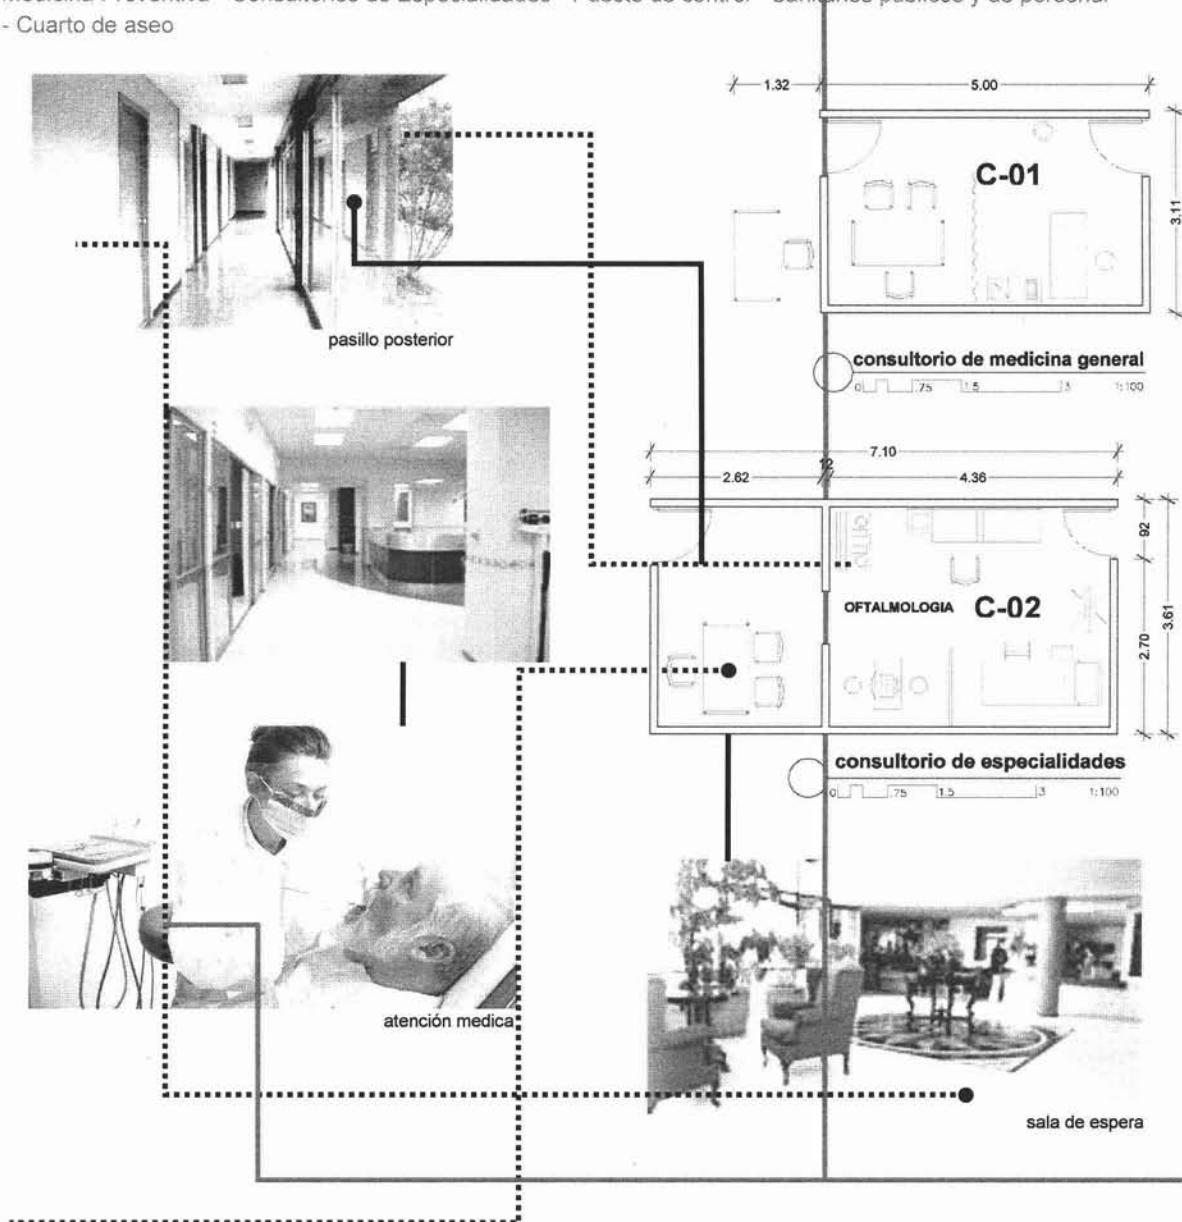 Medicina Preventiva - Consultorios de Especialidades - Puesto de control - Sanitarios públicos y de personal
- Cuarto de aseo
1.32
5.00
C-01
3.11
pasillo posterior
consultorio de medicina general
0 .75 1.5 3 1:100
7.10
2.62
12
4.36
92
OFTALMOLOGIA
C-02
2.70
3.61
consultorio de especialidades
0 .75 1.5 3 1:100
atención medica
sala de espera